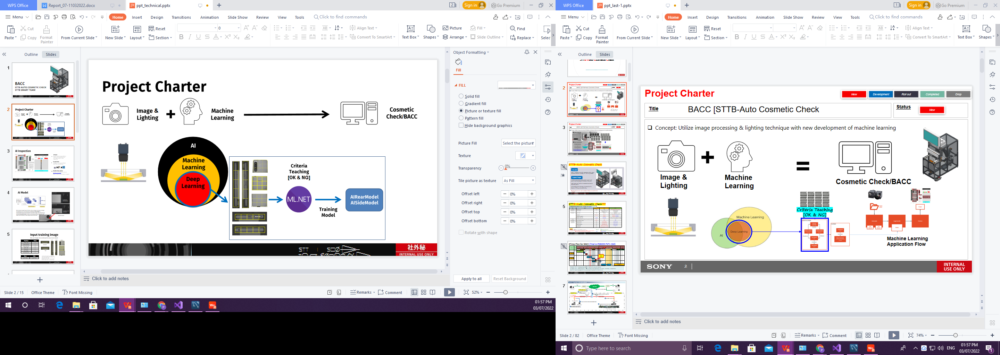 WPS Office
Report_07-11032022.docx
ppt_technical.pptx
2
Sign in
Go Premium
Menu
Home
Insert
Design
Transitions
Animation
Slide Show
Review
View
Tools
Click to find commands
Paste
Cut
Copy
Format
Painter
From Current Slide
New Slide
Layout
Reset
Section
0
Align Text
Convert To SmartArt
Text Box
Shapes
Picture
Arrange
Fill
Slide Outline
Find
Replace
Selec
Outline
Slides
1
BACC
STTB AUTO COSMETIC CHECK
STTB SMART TEAM
2
Project Charter
3
AI Inspection
4
AI Model
5
Input training image
Project Charter
Image &
Lighting
Machine
Learning
Cosmetic
Check/BACC
AI
Machine
Learning
Deep
Learning
Criteria
Teaching
[OK & NG]
ML.NET
Training
Model
AIRearModel
AISideModel
社外秘
INTERNAL USE ONLY
Object Formatting
Fill
FILL
Solid fill
Gradient fill
Picture or texture fill
Pattern fill
Hide background graphics
Picture Fill
Select the picture
Texture
Transparency
0%
Tile picture as texture
As Fill
Offset left
0%
Offset right
0%
Offset top
0%
Offset bottom
0%
Rotate with shape
Apply to all
Reset Background
Click to add notes
Slide 2 / 15
Office Theme
Font Missing
Remarks
Comment
52%
01:57 PM
03/07/2022
WPS Office
ppt_last-1.pptx
1
Sign in
Go Premium
Menu
Home
Insert
Design
Transitions
Animation
Slide Show
Review
View
Tools
Click to find commands
Paste
Cut
Copy
Format
Painter
From Current Slide
New Slide
Layout
Reset
Section
Align Text
Convert To SmartArt
Text Box
Shapes
Outline
Slides
2
Project Charter
3
Project Charter
4
STTB-Auto Cosmetic Check
5
STTB-Auto Cosmetic Check???
6
#Time Plan for BACC [Trial in PDX223 PVT+ SSZ]
7
Project Charter
New
Development
Roll out
Completed
Drop
Title
BACC [STTB-Auto Cosmetic Check
Status
New
Concept: Utilize image processing & lighting technique with new development of machine learning
Image &
Lighting
Machine
Learning
Cosmetic Check/BACC
Criteria Teaching
[OK & NG]
Machine Learning
AI
Deep Learning
Machine Learning
Application Flow
SONY
2
INTERNAL
USE ONLY
Click to add notes
Slide 2 / 82
Office Theme
Font Missing
Remarks
Comment
74%
Type here to search
ENG
01:57 PM
03/07/2022